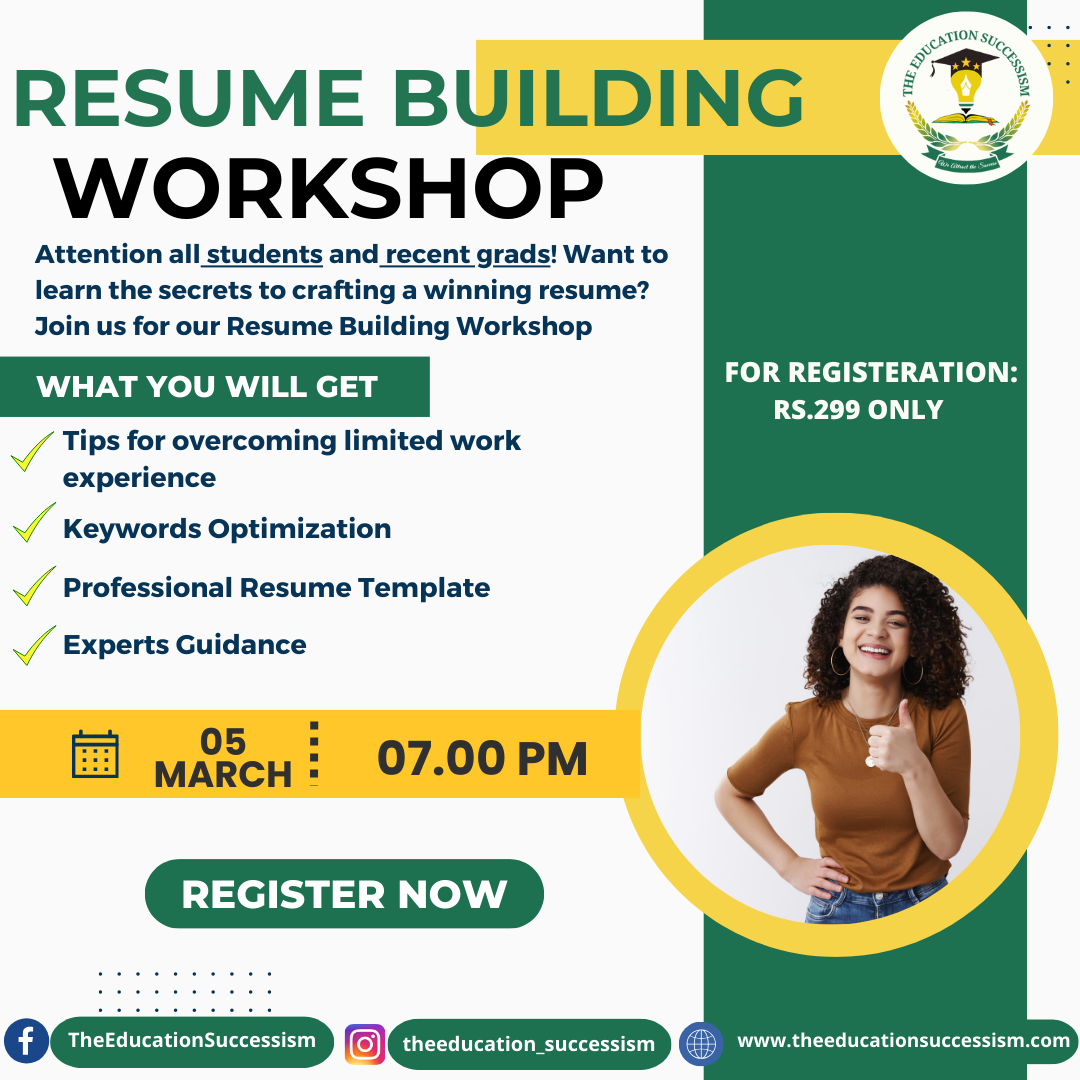 THE EDUCATION SUCCESSISM
We Attract the Success
RESUME BUILDING
WORKSHOP
Attention all students and recent grads! Want to
learn the secrets to crafting a winning resume?
Join us for our Resume Building Workshop
WHAT YOU WILL GET
Tips for overcoming limited work
experience
Keywords Optimization
Professional Resume Template
Experts Guidance
FOR REGISTERATION:
RS.299 ONLY
05
MARCH
07.00 PM
REGISTER NOW
TheEducationSuccessism
theeducation_successism
www.theeducationsuccessism.com